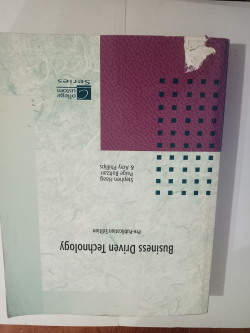 Business Driven Technology
Pre-Publication Edition
Stephen Haag
Paige Baltzan
& Amy Phillips
College
Custom
Series